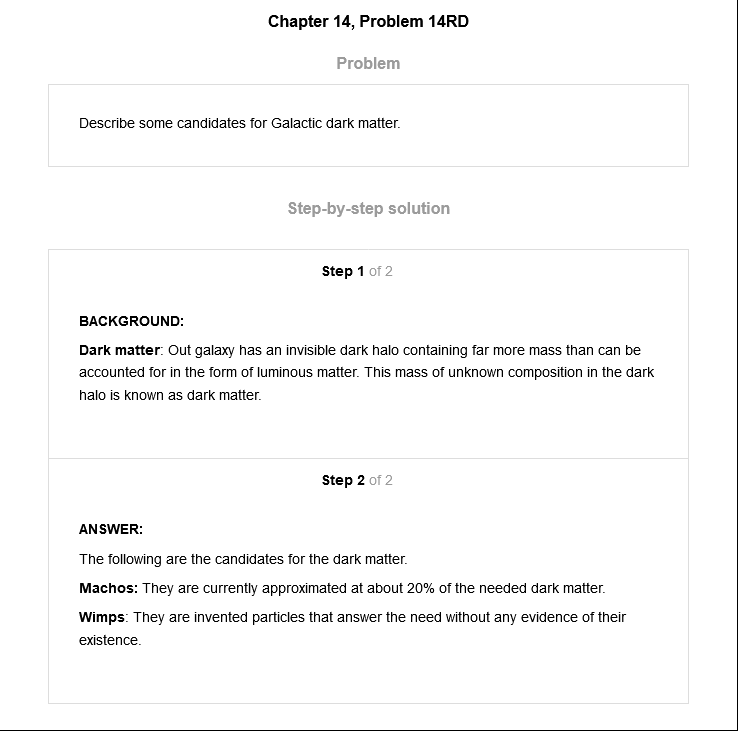 Chapter 14, Problem 14RD
Problem
Describe some candidates for Galactic dark matter.
Step-by-step solution
Step 1 of 2
BACKGROUND:
Dark matter: Out galaxy has an invisible dark halo containing far more mass than can be
accounted for in the form of luminous matter. This mass of unknown composition in the dark
halo is known as dark matter.
Step 2 of 2
ANSWER:
The following are the candidates for the dark matter.
Machos: They are currently approximated at about 20% of the needed dark matter.
Wimps: They are invented particles that answer the need without any evidence of their
existence.